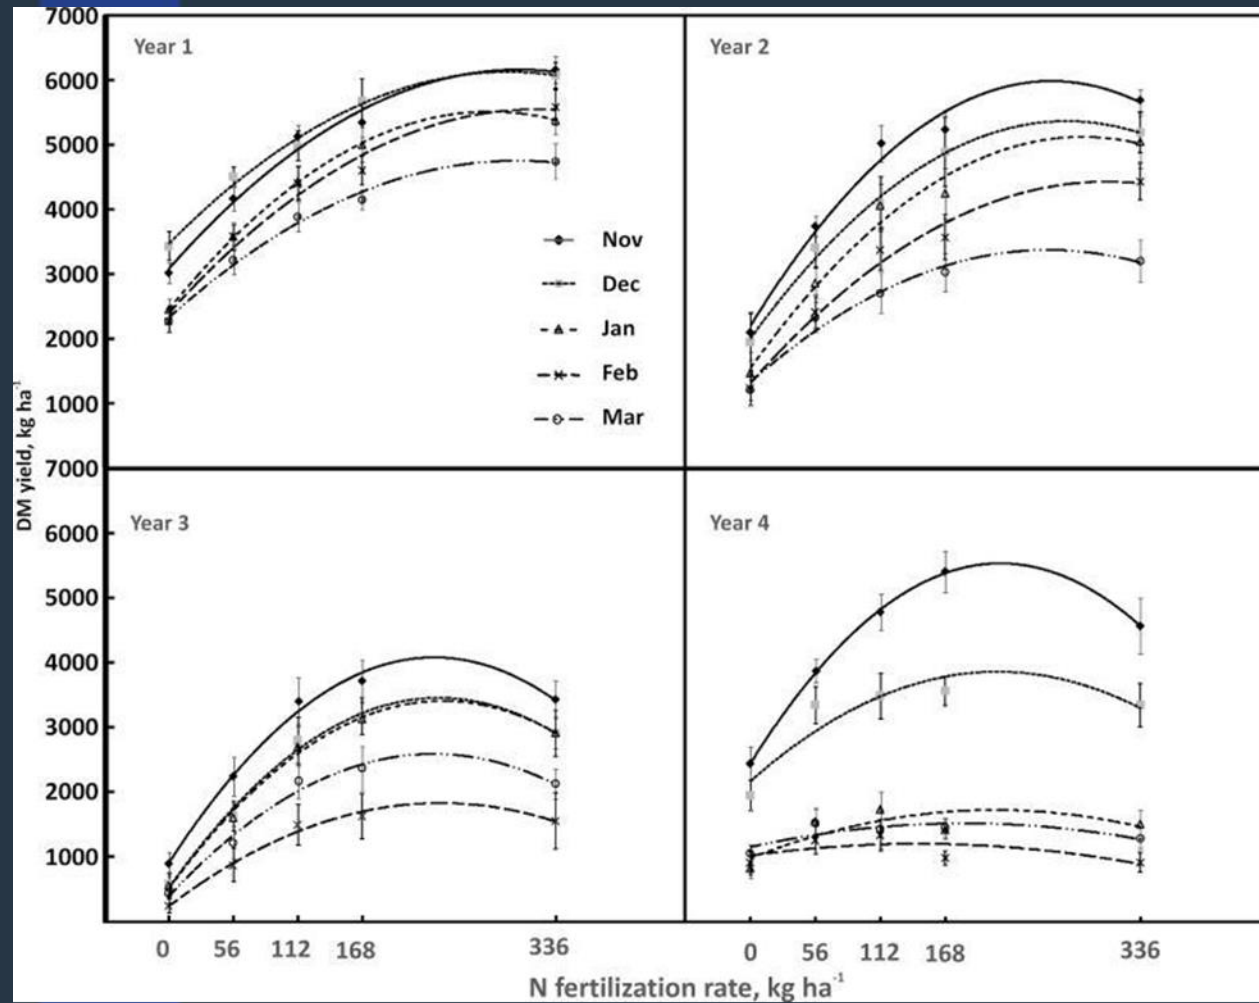 7000
Year 1
Year 2
6000
5000
4000
3000
2000
1000
Nov
Dec
Jan
Feb
Mar
DM yield, kg ha-1
7000
Year 3
Year 4
6000
5000
4000
3000
2000
1000
0 56 112 168 336
0 56 112 168 336
N fertilization rate, kg ha-1